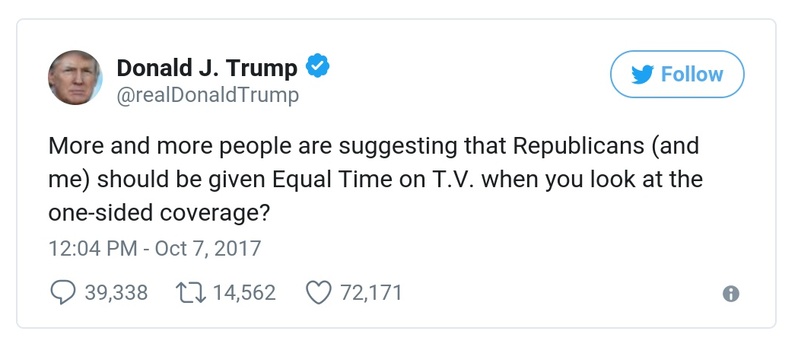 Donald J. Trump
@realDonaldTrump
Follow
More and more people are suggesting that Republicans (and
me) should be given Equal Time on T.V. when you look at the
one-sided coverage?
12:04 PM - Oct 7, 2017
39,338 14,562 72,171